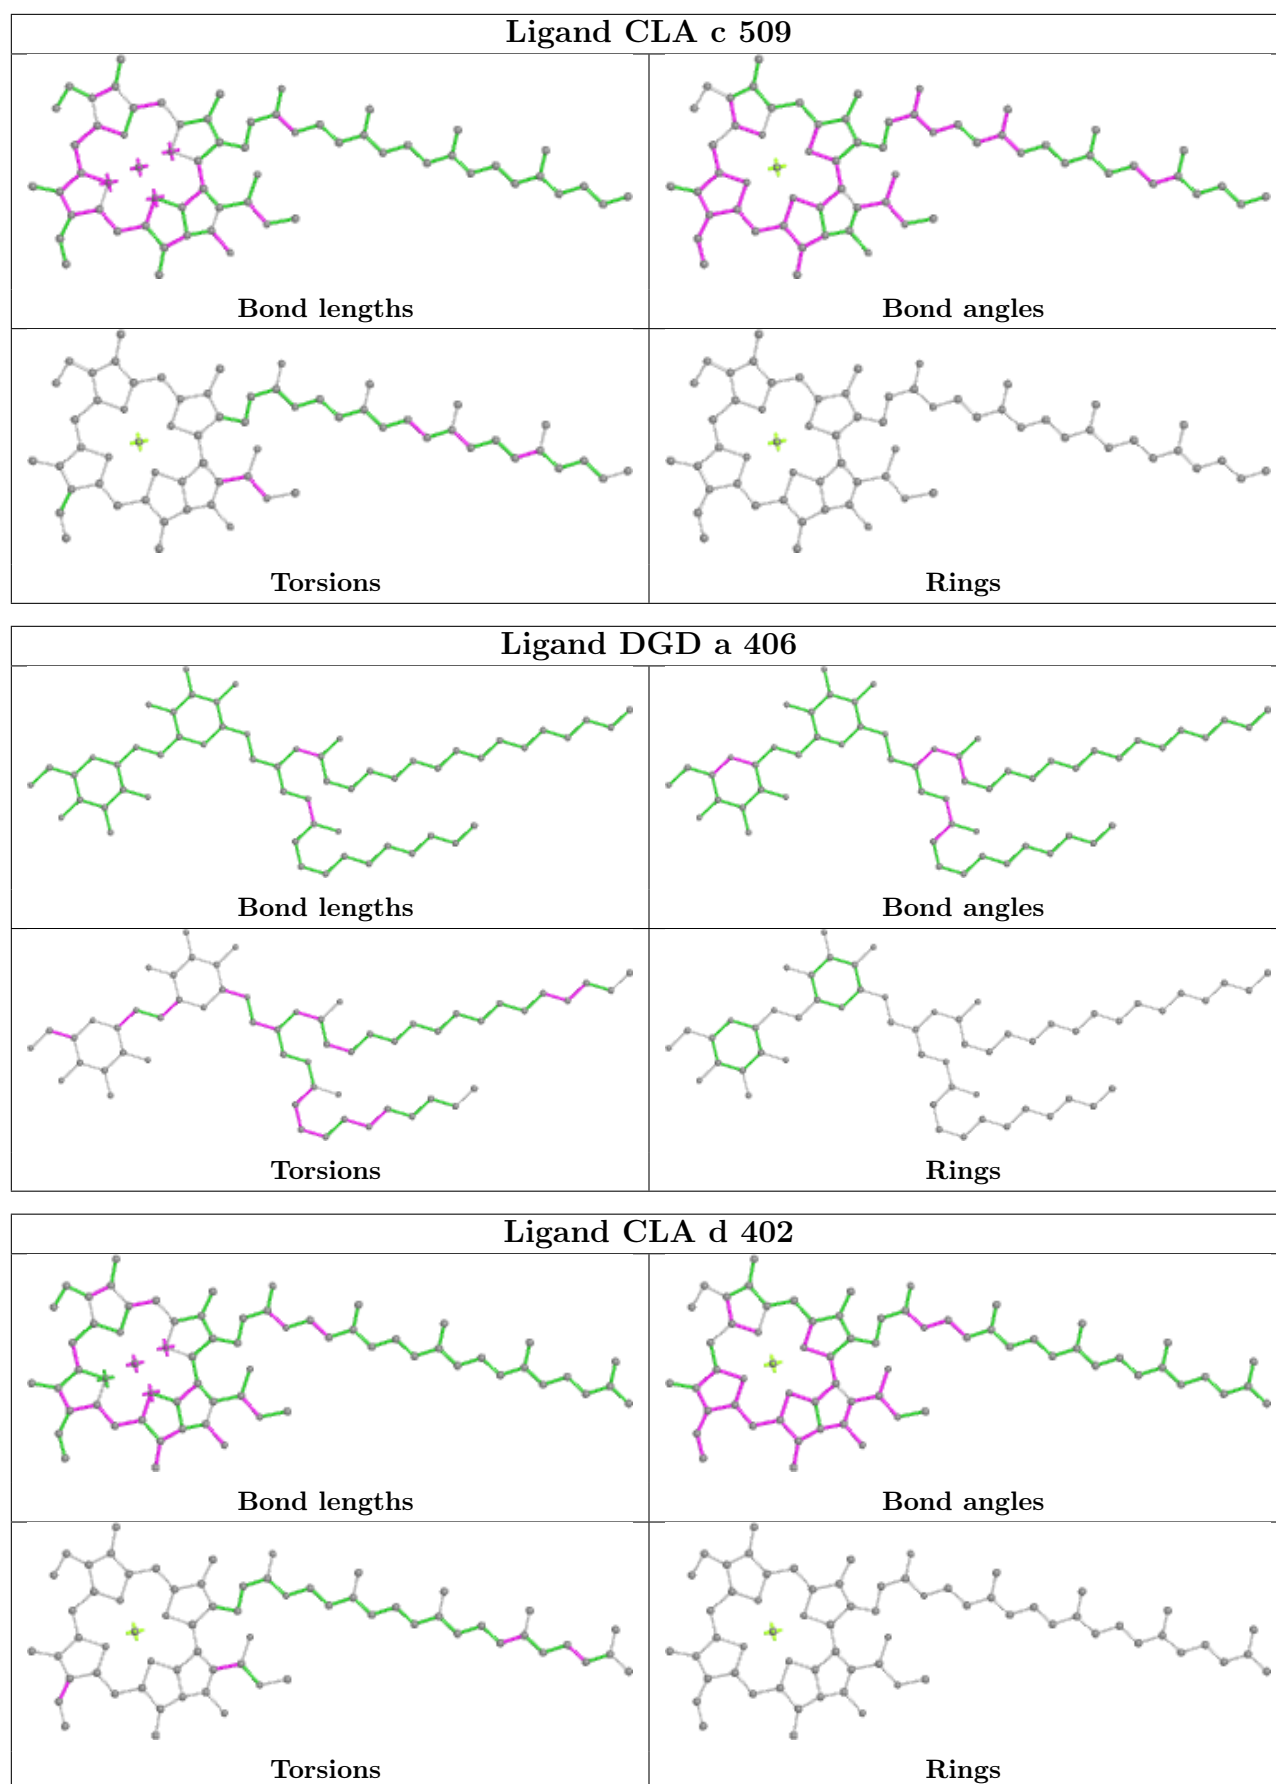 Ligand CLA c 509
Bond lengths
Bond angles
Torsions
Rings
Ligand DGD a 406
Bond lengths
Bond angles
Torsions
Rings
Ligand CLA d 402
Bond lengths
Bond angles
Torsions
Rings